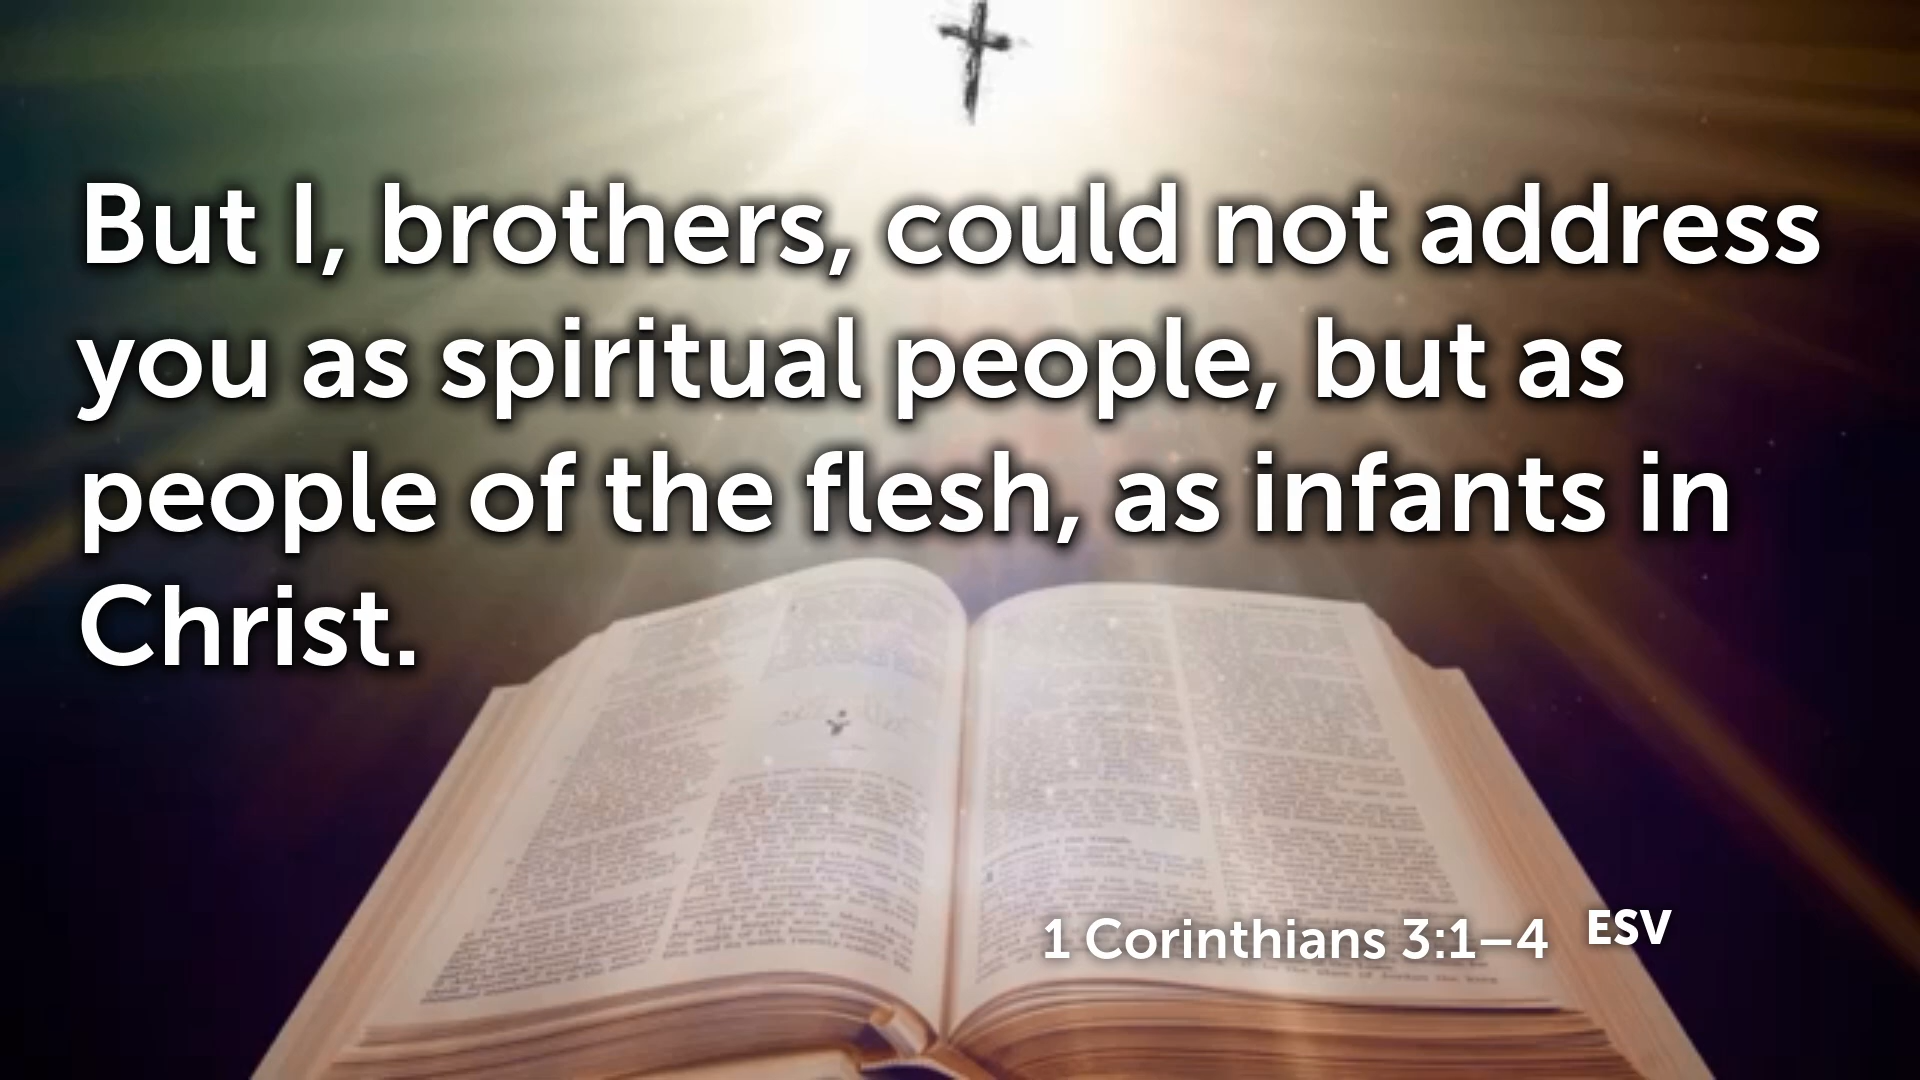 But I, brothers, could not address
you as spiritual people, but as
people of the flesh, as infants in
Christ.
1 Corinthians 3:1–4 ESV